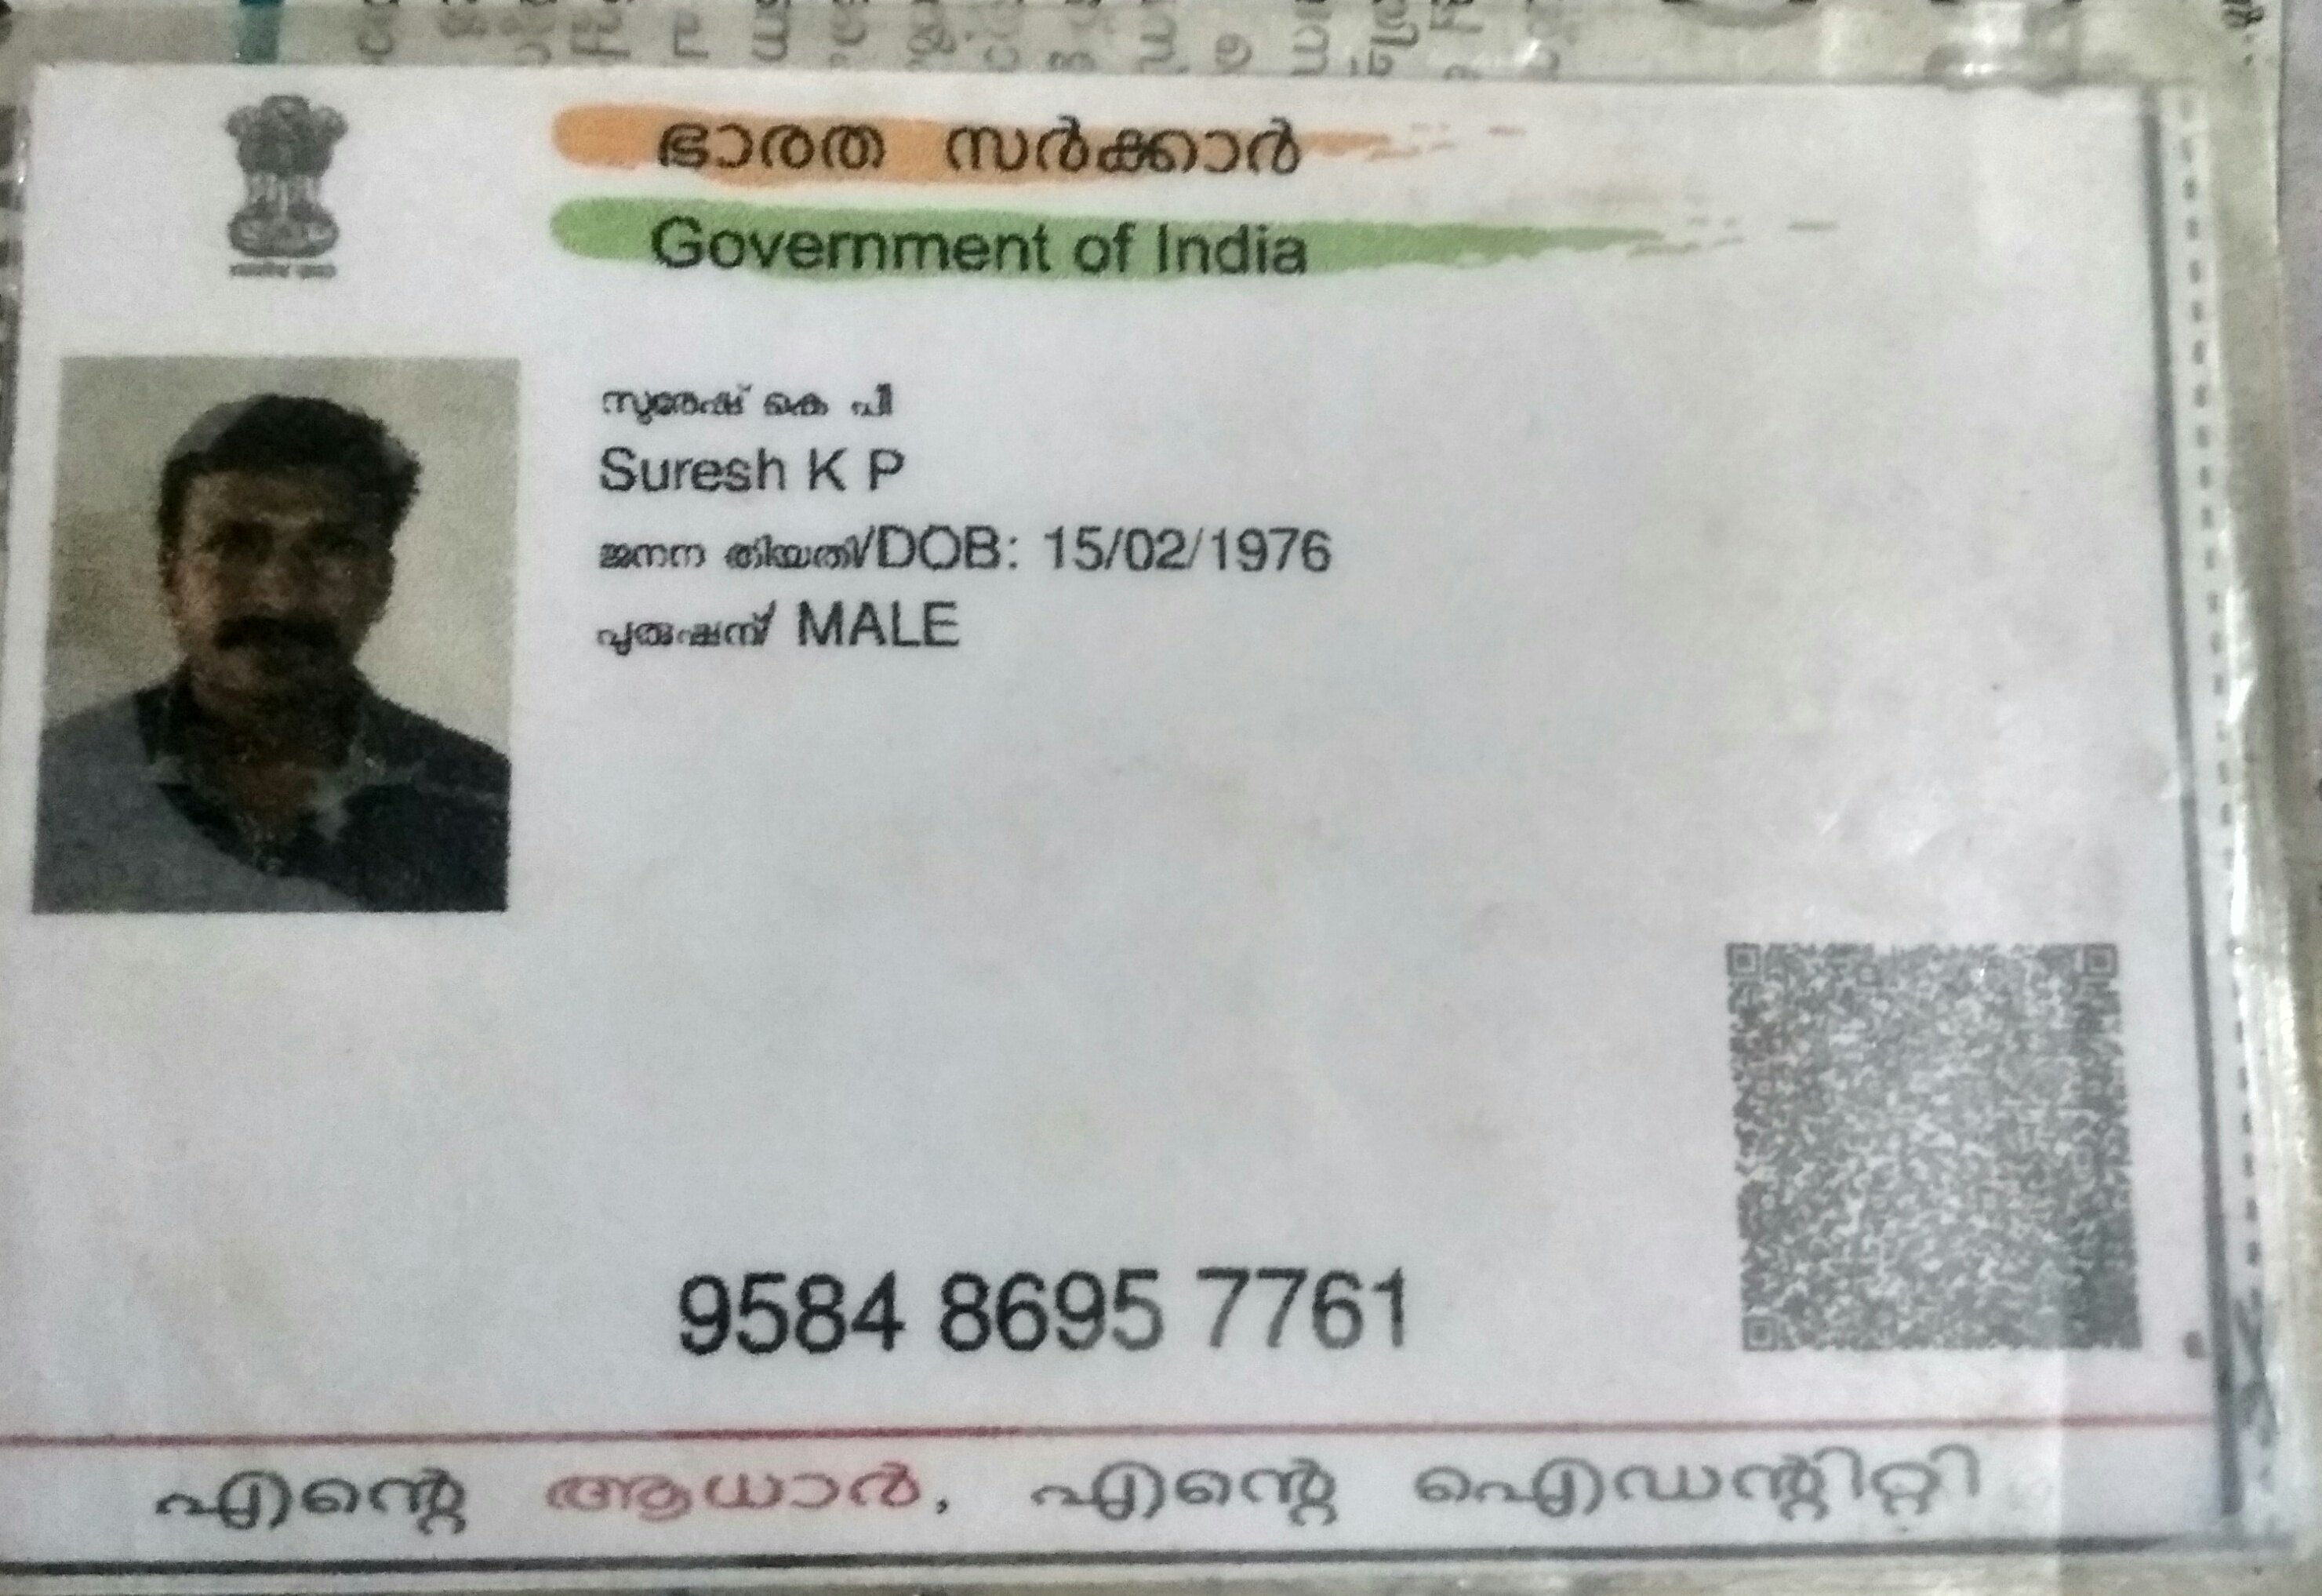 ഭാരത സർക്കാർ
Government of India
സുരേഷ് കെ പി
Suresh K P
ജനന തിയതി/DOB: 15/02/1976
പുരുഷന്‍/ MALE
9584 8695 7761
എന്റെ ആധാർ, എന്റെ ഐഡന്റിറ്റി